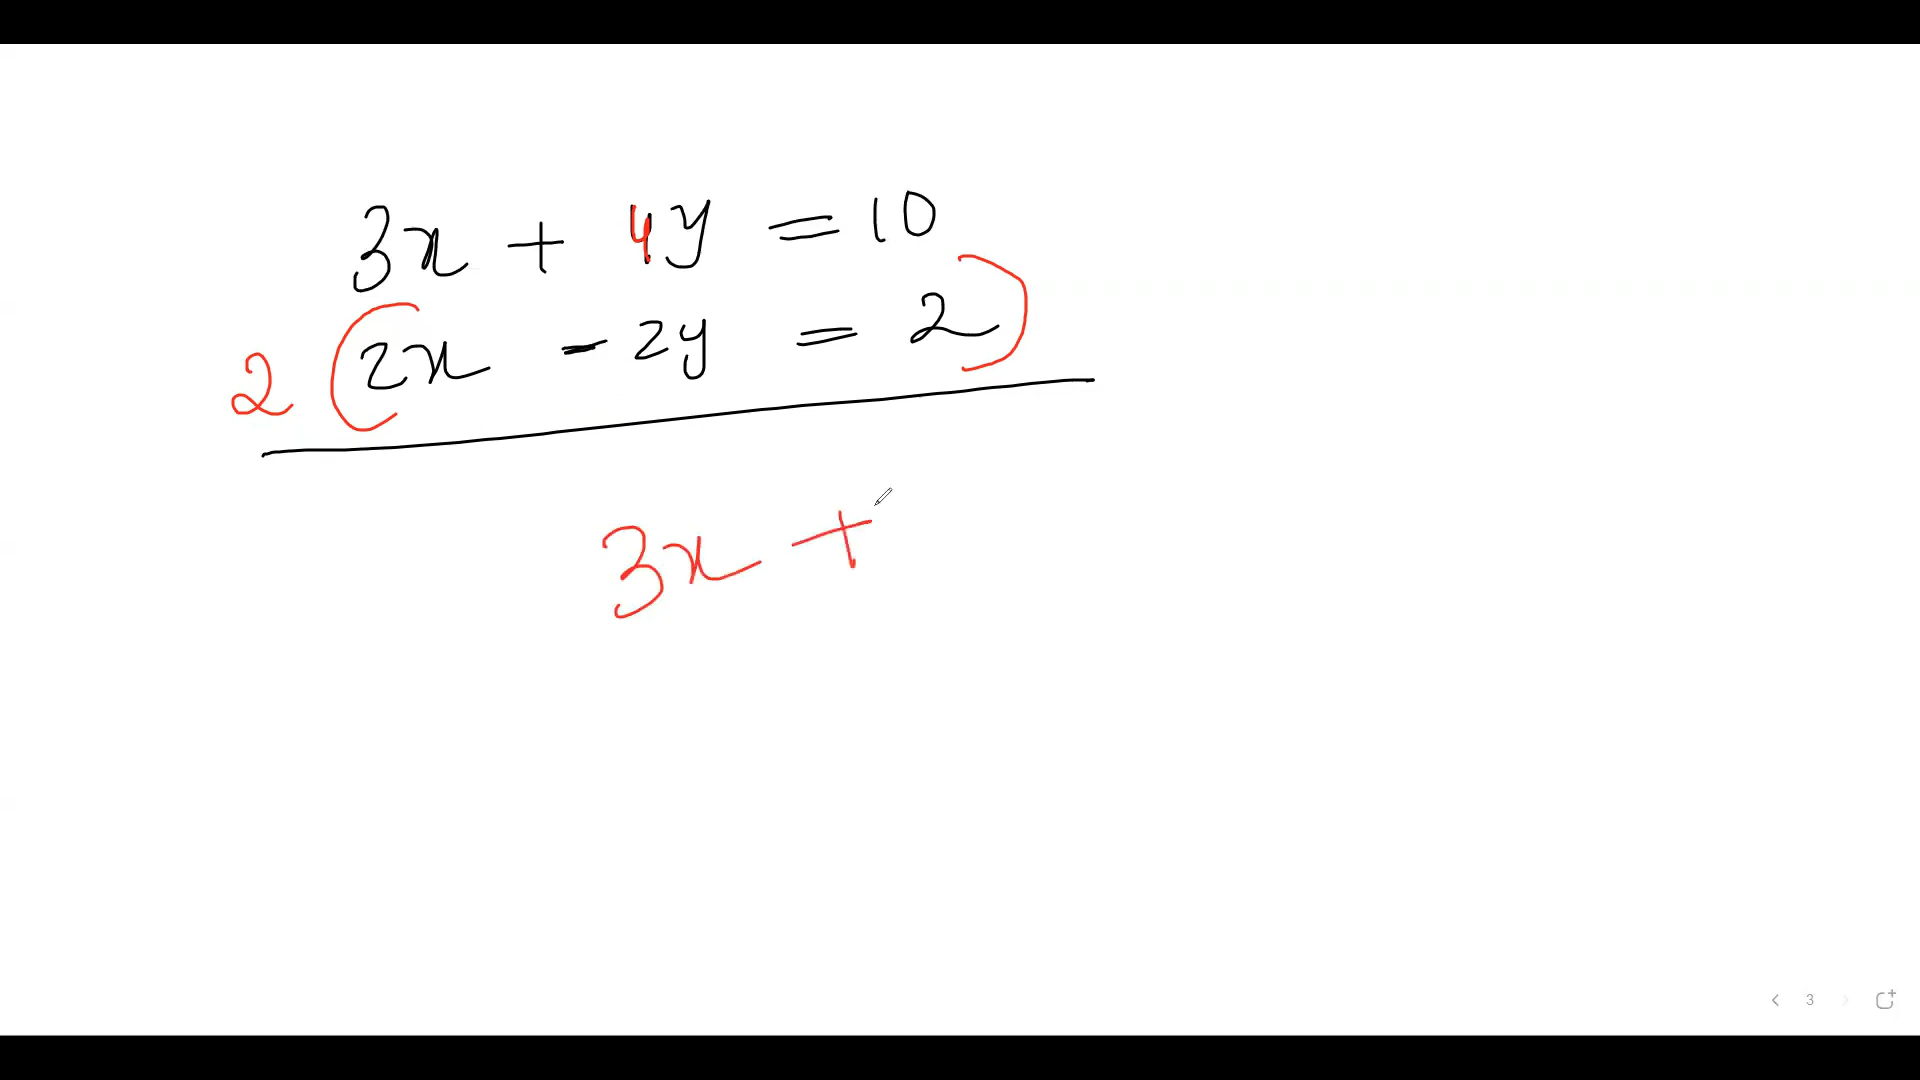 3x + 4y = 10
2 (2x - 2y = 2)
3x +
3